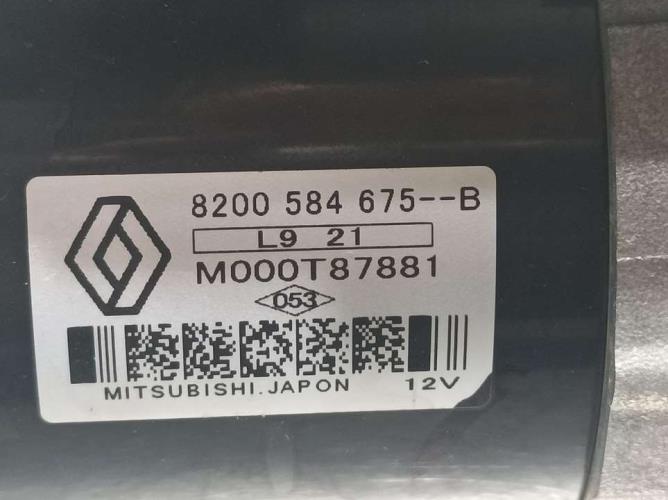 8200 584 675--B
L9 21
M000T87881
053
MITSUBISHI.JAPON 12V